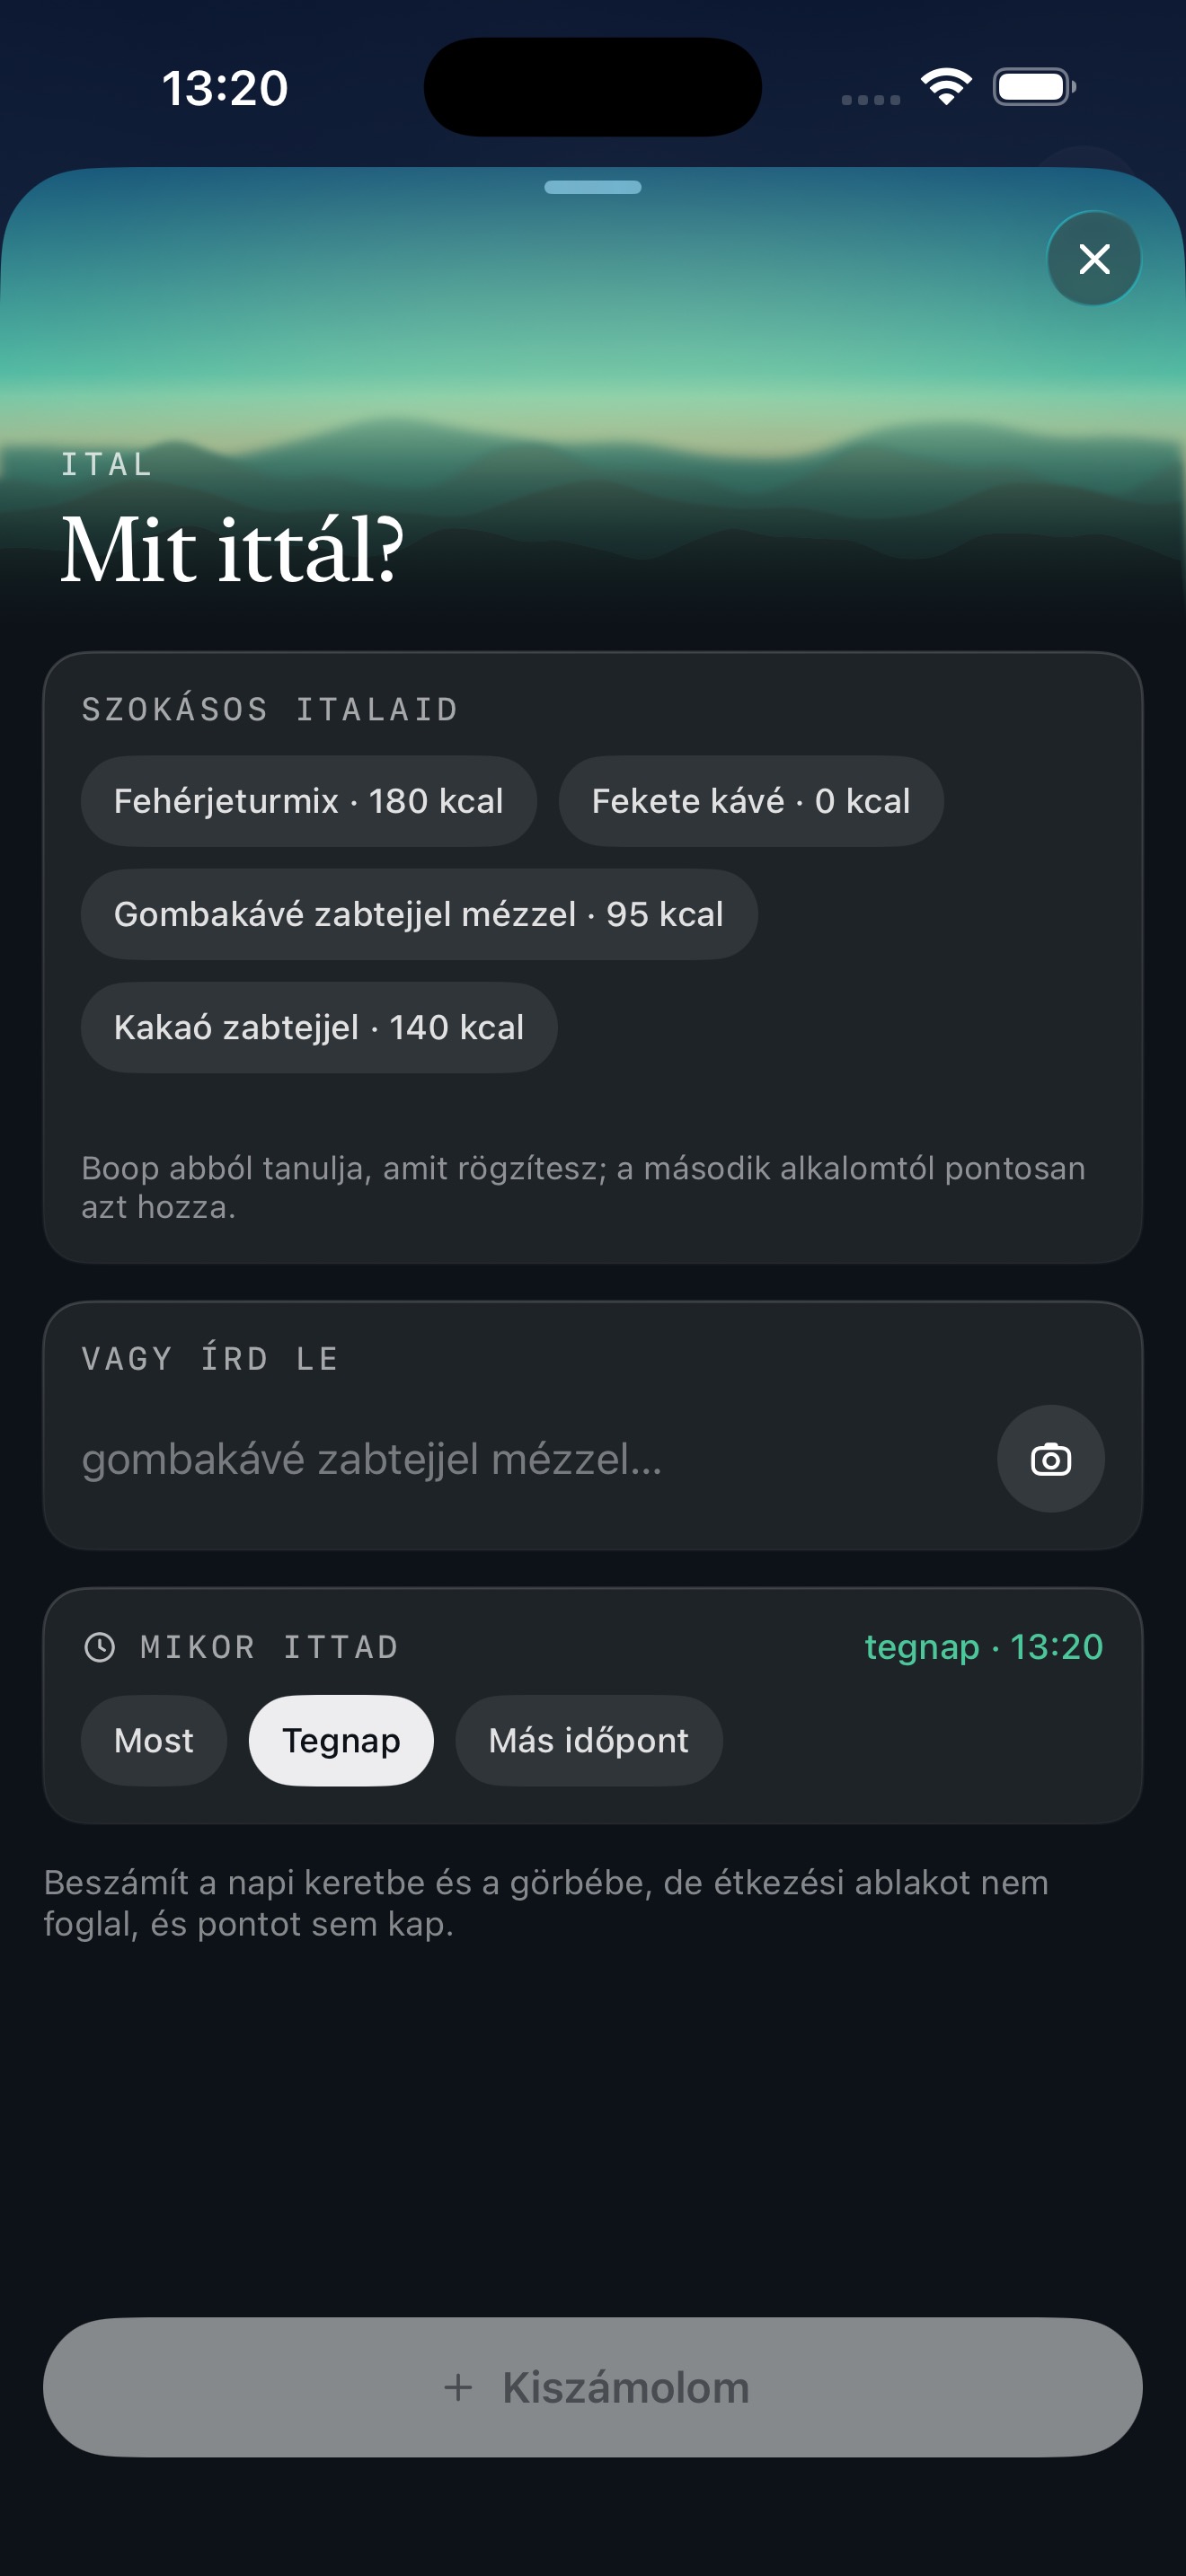 13:20
ITAL
Mit ittál?
SZOKÁSOS ITALAID
Fehérjeturmix · 180 kcal
Fekete kávé · 0 kcal
Gombakávé zabtejjel mézzel · 95 kcal
Kakaó zabtejjel · 140 kcal
Boop abból tanulja, amit rögzítesz; a második alkalomtól pontosan
azt hozza.
VAGY ÍRD LE
gombakávé zabtejjel mézzel...
MIKOR ITTAD
tegnap · 13:20
Most
Tegnap
Más időpont
Beszámít a napi keretbe és a görbébe, de étkezési ablakot nem
foglal, és pontot sem kap.
+ Kiszámolom